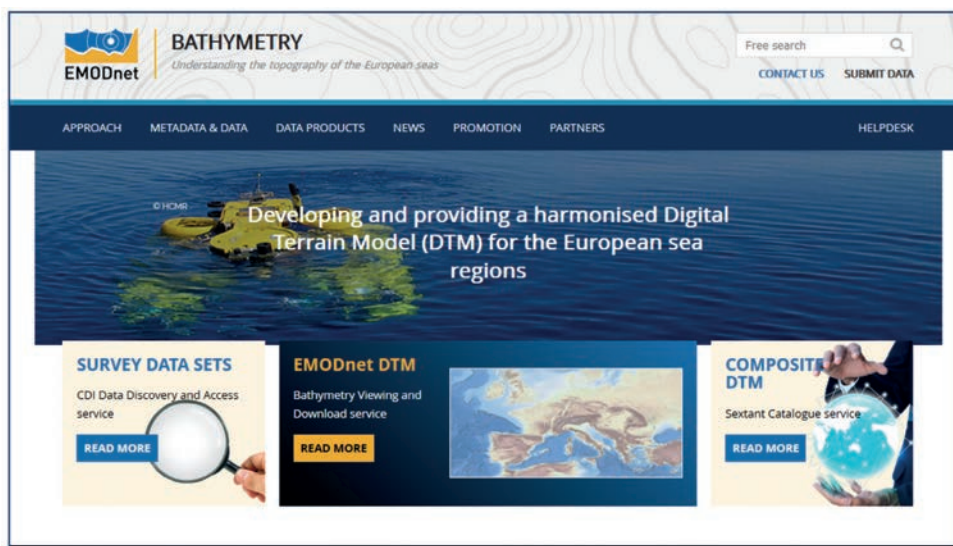 EMODnet
BATHYMETRY
Understanding the topography of the European seas
Free search
CONTACT US SUBMIT DATA
APPROACH METADATA & DATA DATA PRODUCTS NEWS PROMOTION PARTNERS HELPDESK
© HCMR
Developing and providing a harmonised Digital
Terrain Model (DTM) for the European sea
regions
SURVEY DATA SETS
CDI Data Discovery and Access
service
READ MORE
EMODnet DTM
Bathymetry Viewing and
Download service
READ MORE
COMPOSITE
DTM
Sextant Catalogue service
READ MORE